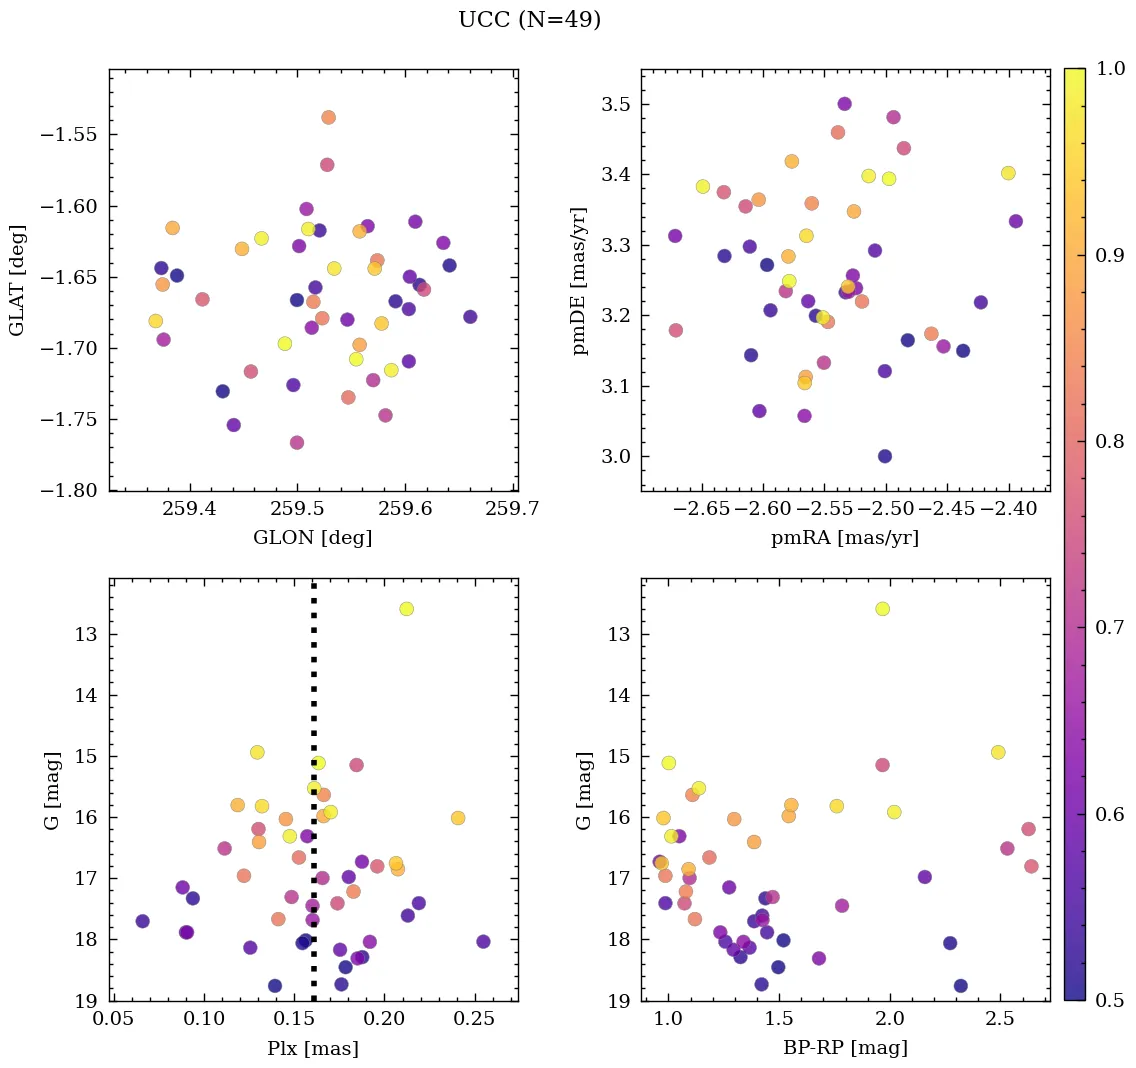 UCC (N=49)
−1.55
−1.60
−1.65
−1.70
−1.75
−1.80
GLAT [deg]
259.4 259.5 259.6 259.7
GLON [deg]
3.5
3.4
3.3
3.2
3.1
3.0
pmDE [mas/yr]
−2.65 −2.60 −2.55 −2.50 −2.45 −2.40
pmRA [mas/yr]
1.0
0.9
0.8
0.7
0.6
0.5
13
14
15
16
17
18
19
G [mag]
0.05 0.10 0.15 0.20 0.25
Plx [mas]
13
14
15
16
17
18
19
G [mag]
1.0 1.5 2.0 2.5
BP-RP [mag]